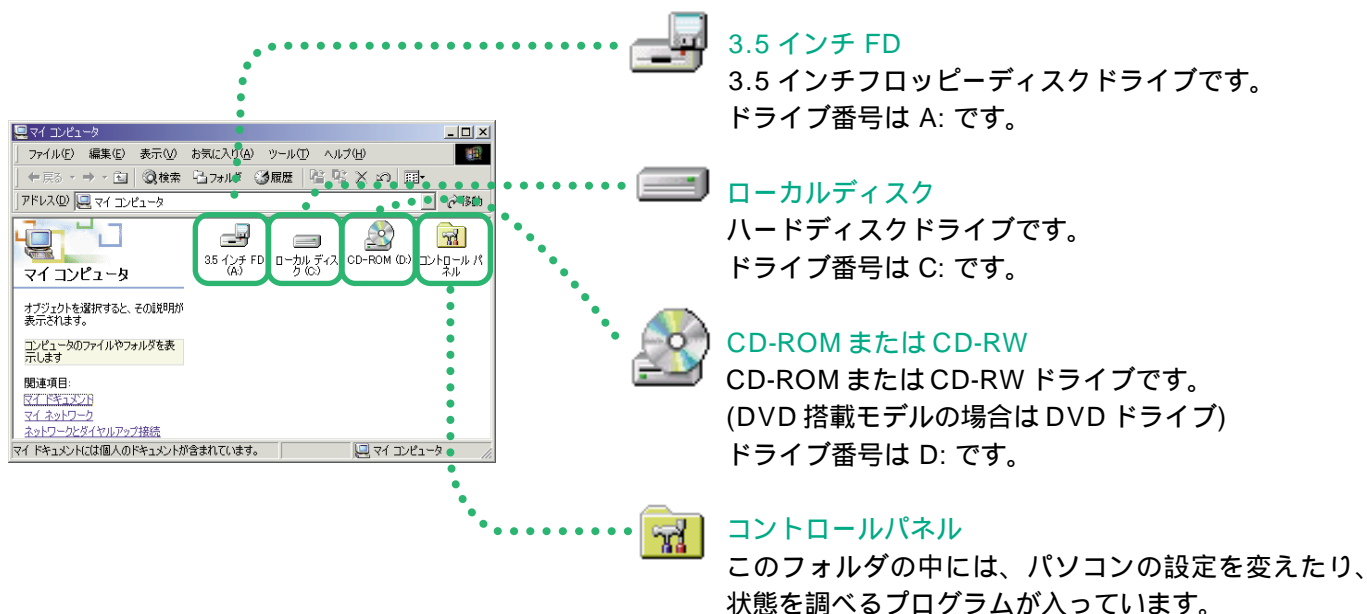 3.5 インチ FD
3.5 インチフロッピーディスクドライブです。
ドライブ番号は A: です。
マイ コンピュータ
ファイル(F) 編集(E) 表示(V) お気に入り(A) ツール(T) ヘルプ(H)
戻る 検索 フォルダ 履歴
アドレス(D) マイ コンピュータ 移動
マイ コンピュータ
3.5 インチ FD
(A:)
ローカル ディス
ク (C:)
CD-ROM (D:)
コントロール パ
ネル
オブジェクトを選択すると、その説明が
表示されます。
コンピュータのファイルやフォルダを表
示します
関連項目:
マイ ドキュメント
マイ ネットワーク
ネットワークとダイヤルアップ接続
マイ ドキュメントには個人のドキュメントが含まれています。 マイ コンピュータ
ローカルディスク
ハードディスクドライブです。
ドライブ番号は C: です。
CD-ROM または CD-RW
CD-ROM または CD-RW ドライブです。
(DVD 搭載モデルの場合は DVD ドライブ)
ドライブ番号は D: です。
コントロールパネル
このフォルダの中には、パソコンの設定を変えたり、
状態を調べるプログラムが入っています。